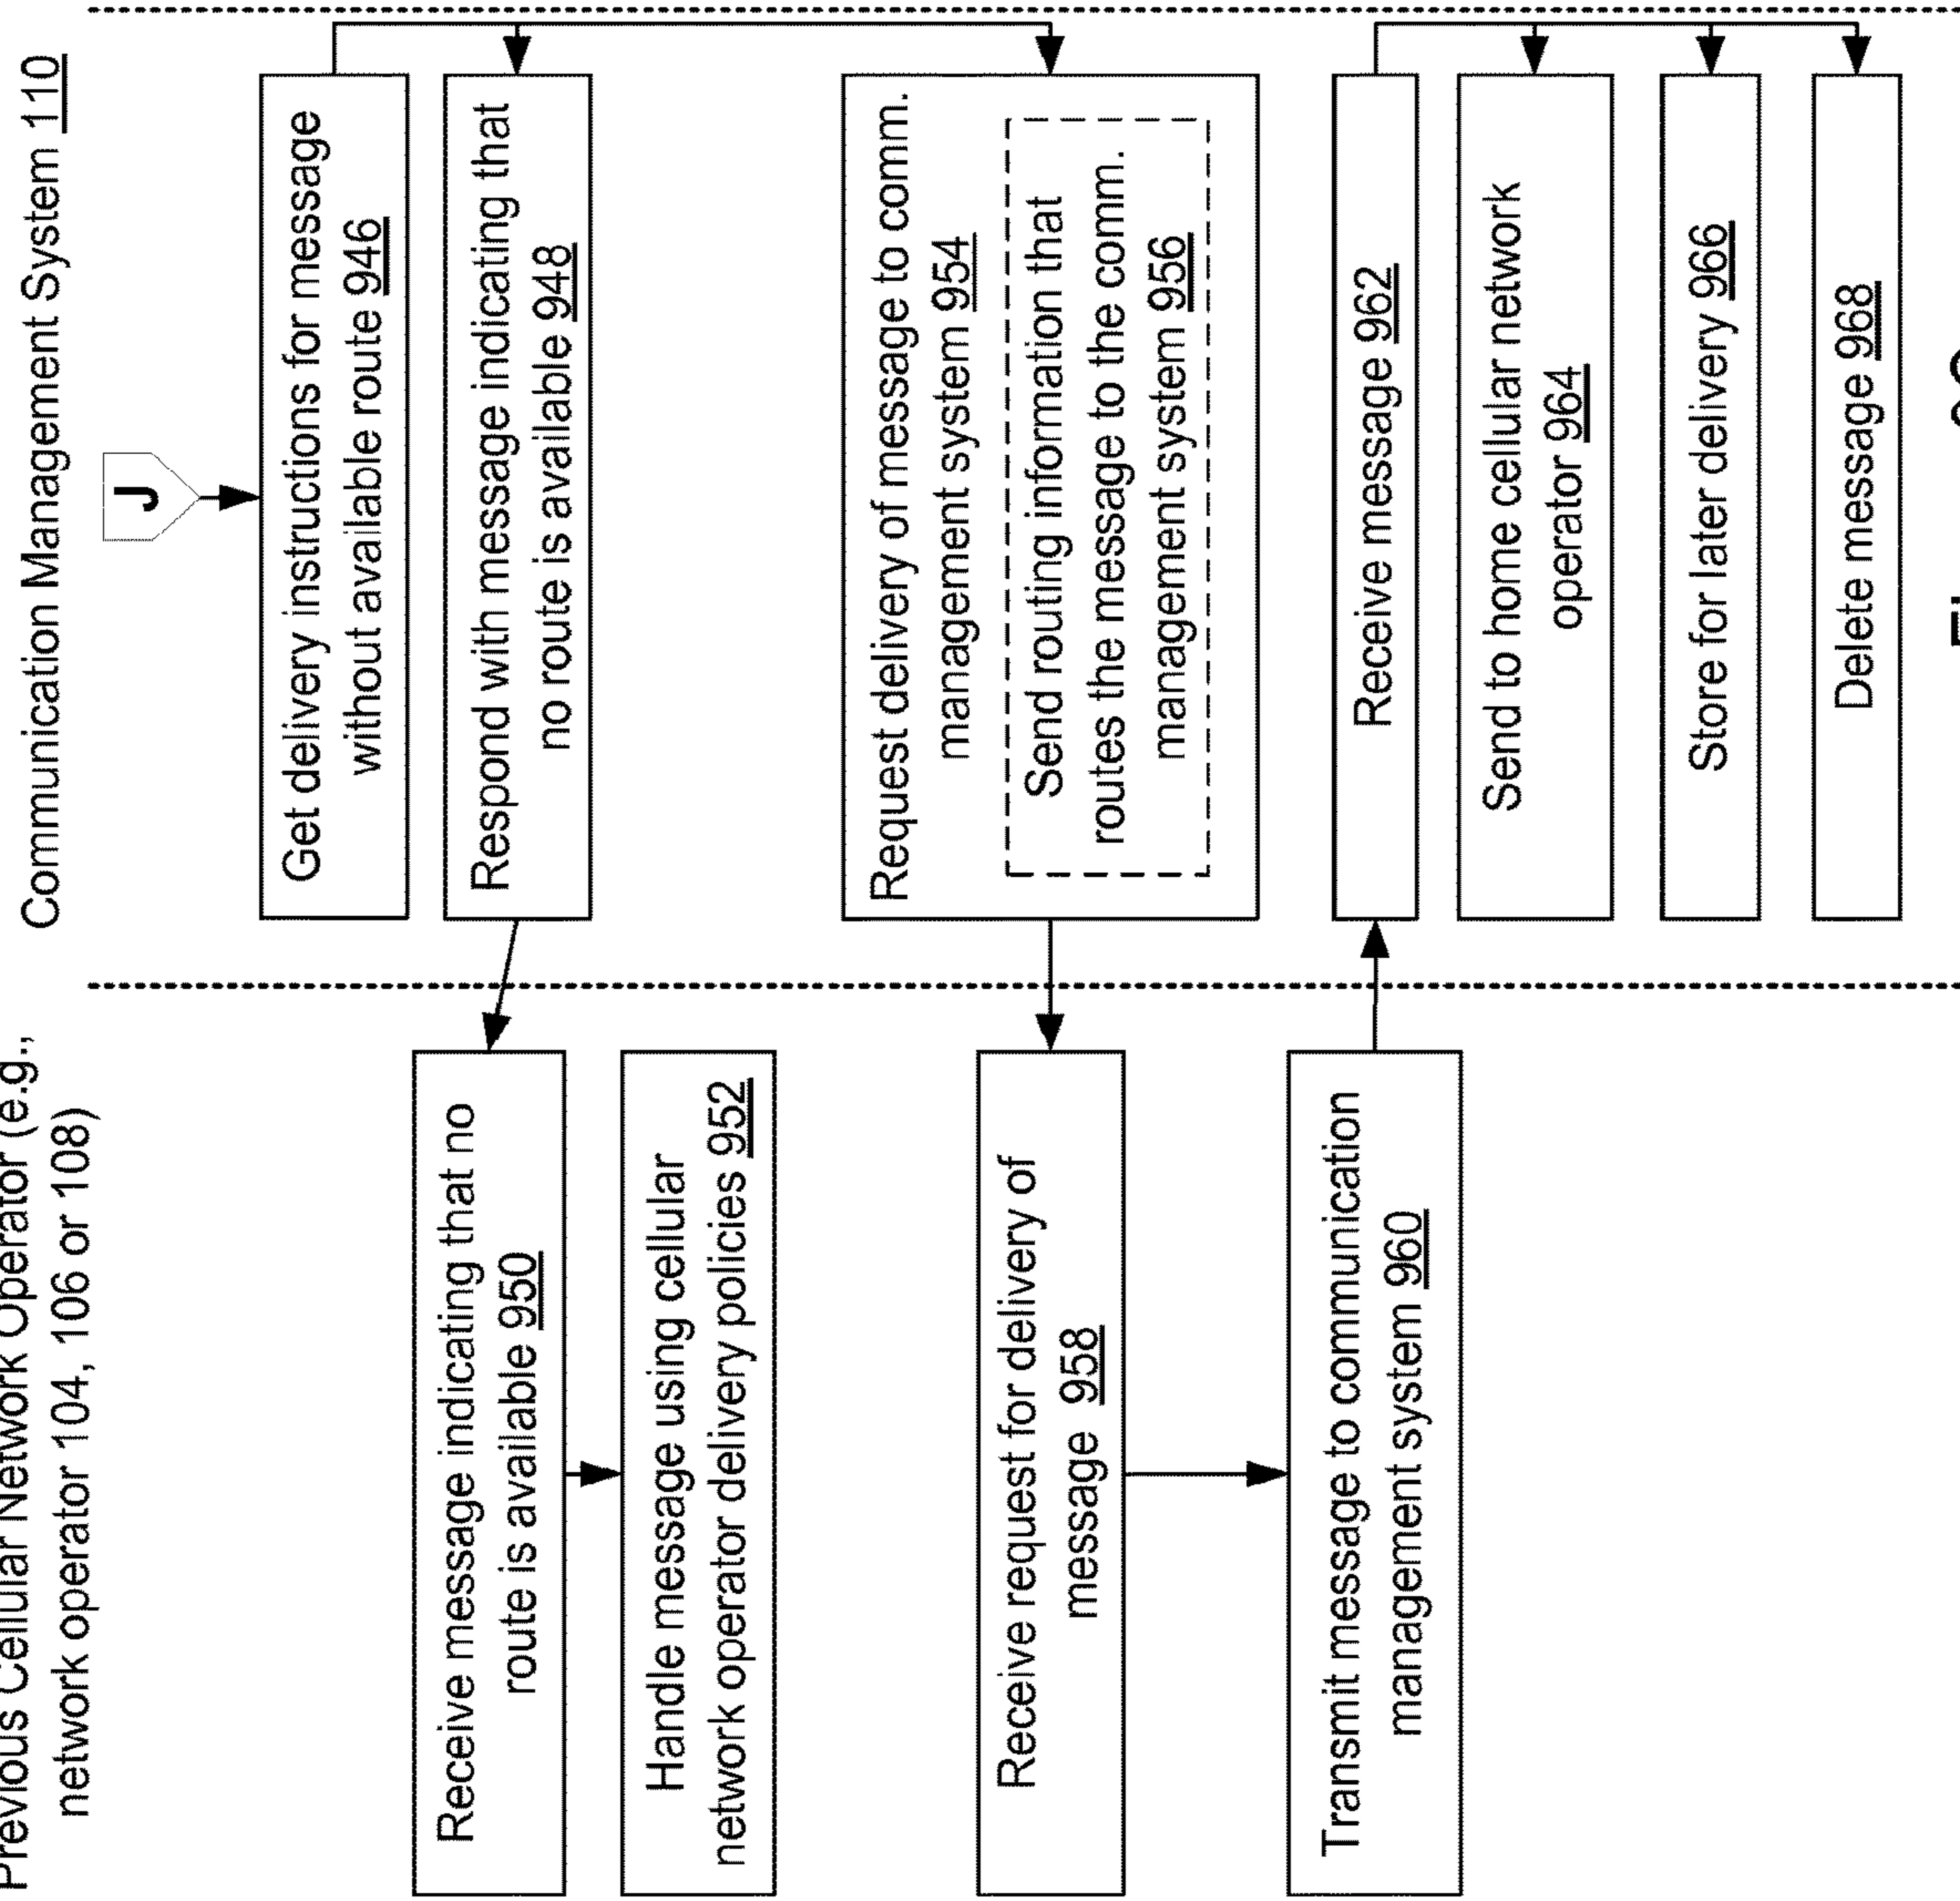 Previous Cellular Network Operator (e.g.,
network operator 104, 106 or 108)
Communication Management System 110
J
Get delivery instructions for message
without available route 946
Respond with message indicating that
no route is available 948
Receive message indicating that no
route is available 950
Handle message using cellular
network operator delivery policies 952
Request delivery of message to comm.
management system 954
Send routing information that
routes the message to the comm.
management system 956
Receive request for delivery of
message 958
Transmit message to communication
management system 960
Receive message 962
Send to home cellular network
operator 964
Store for later delivery 966
Delete message 968